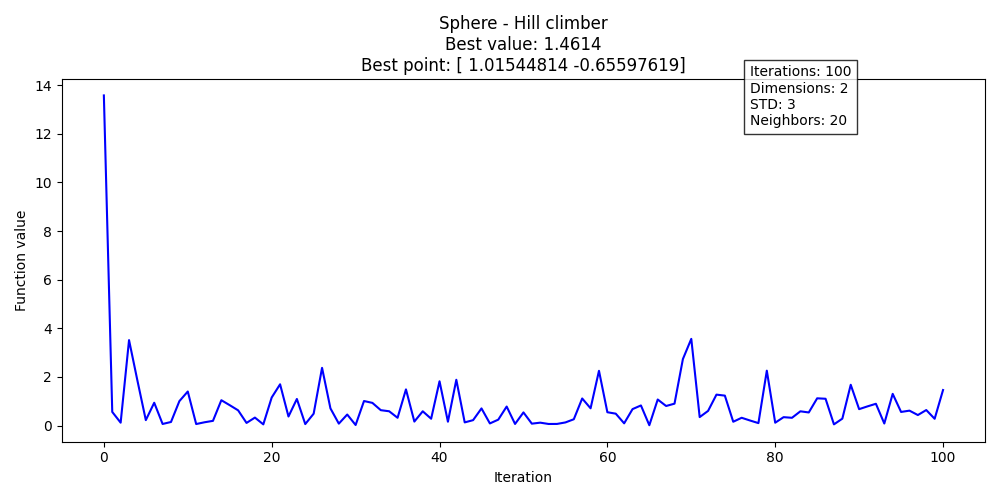 Sphere - Hill climber
Best value: 1.4614
Best point: [ 1.01544814 -0.65597619]
Iterations: 100
Dimensions: 2
STD: 3
Neighbors: 20
Function value
14
12
10
8
6
4
2
0
0
20
40
60
80
100
Iteration